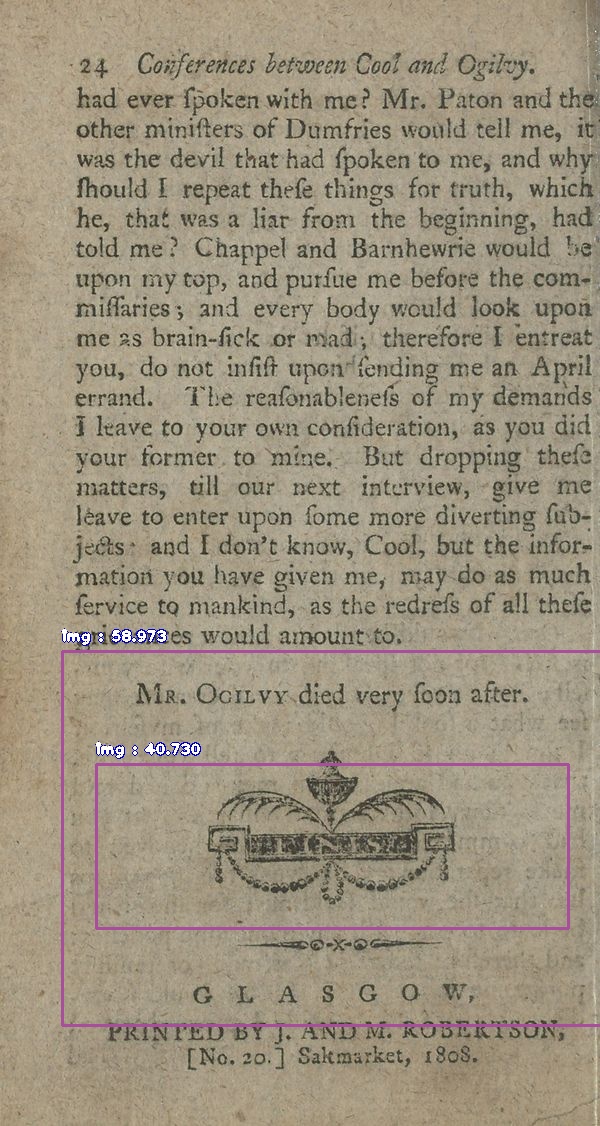 24 Conferences between Cool and Ogilvy.
had ever ſpoken with me? Mr. Paton and the
other miniſters of Dumfries would tell me, it
was the devil that had ſpoken to me, and why
ſhould I repeat theſe things for truth, which
he, that was a liar from the beginning, had
told me? Chappel and Barnhewrie would be
upon my top, and purſue me before the com-
miſſaries; and every body would look upon
me as brain-ſick or mad; therefore I entreat
you, do not inſiſt upon ſending me an April
errand. The reaſonableneſs of my demands
I leave to your own conſideration, as you did
your former to mine. But dropping theſe
matters, till our next interview, give me
leave to enter upon ſome more diverting ſub-
jects: and I don't know, Cool, but the infor-
mation you have given me, may do as much
ſervice to mankind, as the redreſs of all theſe
Img : 58.973
would amount to.
MR. OGILVY died very ſoon after.
Img : 40.730
GLASGOW,
PRINTED BY J. AND M. ROBERTSON,
[No. 20.] Saltmarket, 1808.